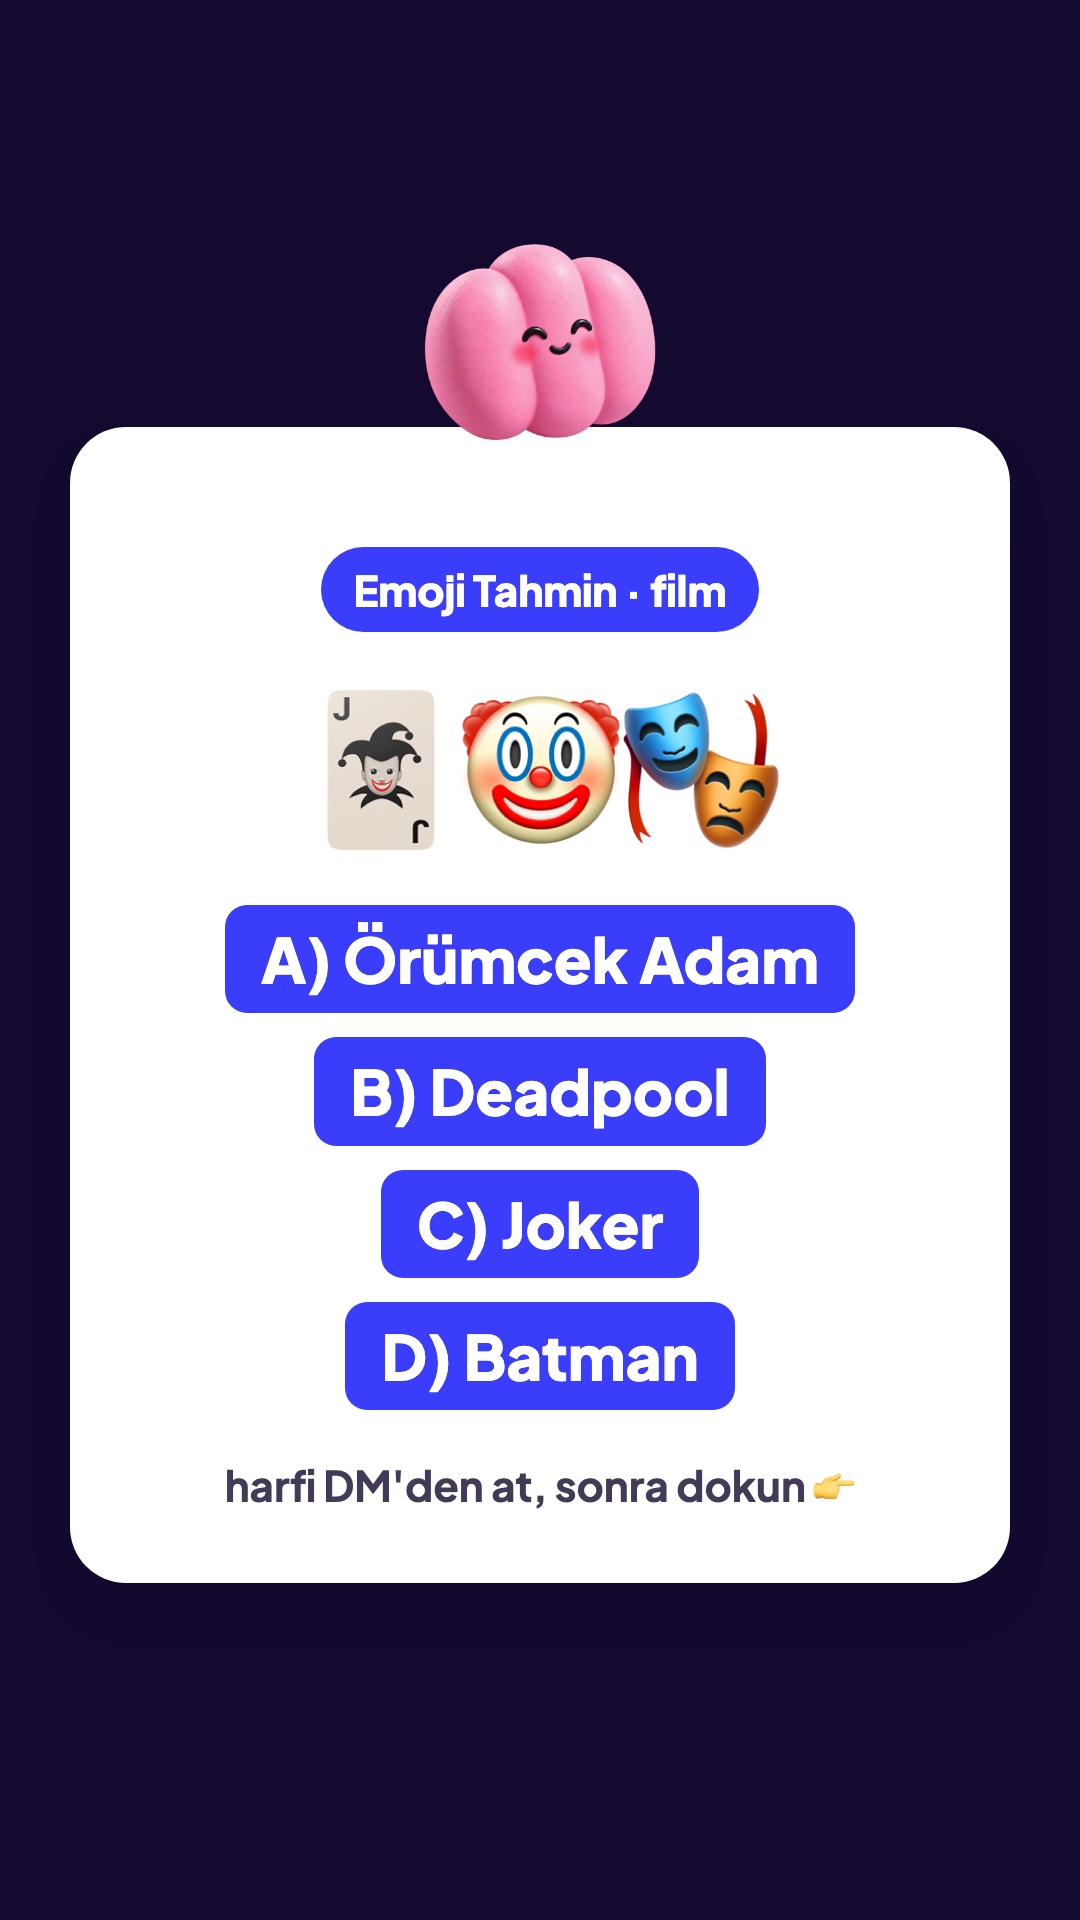 Emoji Tahmin · film
J
J
A) Örümcek Adam
B) Deadpool
C) Joker
D) Batman
harfi DM'den at, sonra dokun 👉